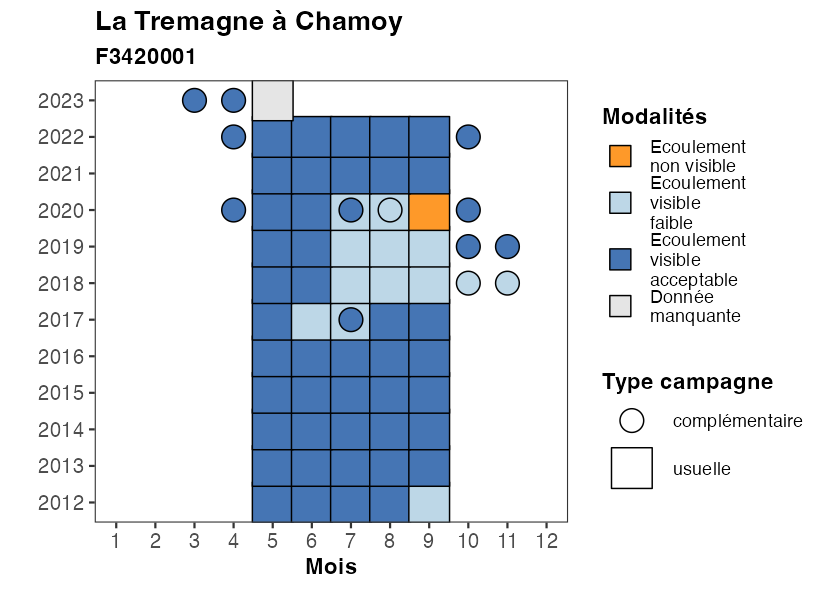 La Tremagne à Chamoy
F3420001
2023
2022
2021
2020
2019
2018
2017
2016
2015
2014
2013
2012
1 2 3 4 5 6 7 8 9 10 11 12
Mois
Modalités
Ecoulement
non visible
Ecoulement
visible
faible
Ecoulement
visible
acceptable
Donnée
manquante
Type campagne
complémentaire
usuelle